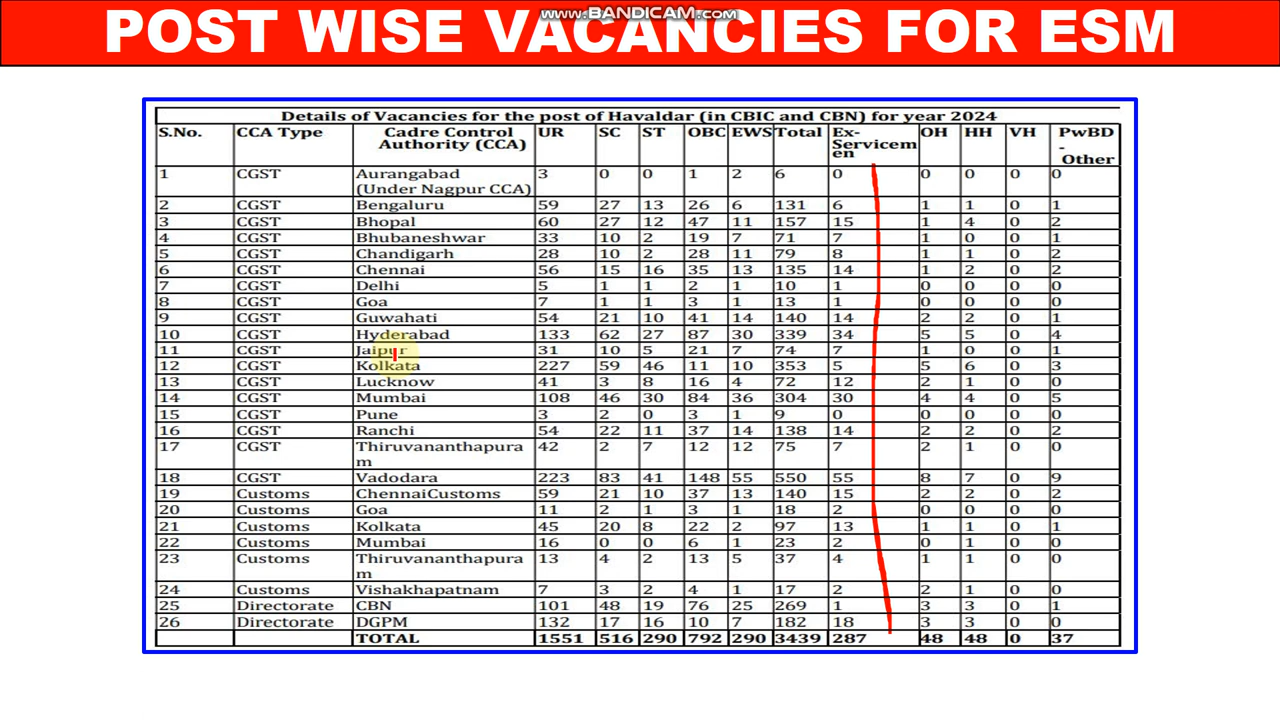 www.BANDICAM.com
POST WISE VACANCIES FOR ESM
Details of Vacancies for the post of Havaldar (in CBIC and CBN) for year 2024
S.No. CCA Type Cadre Control Authority (CCA) UR SC ST OBC EWS Total Ex-Servicemen OH HH VH PwBD - Other
1 CGST Aurangabad (Under Nagpur CCA) 3 0 0 1 2 6 0 0 0 0 0
2 CGST Bengaluru 59 27 13 26 6 131 6 1 1 0 1
3 CGST Bhopal 60 27 12 47 11 157 15 1 4 0 2
4 CGST Bhubaneshwar 33 10 2 19 7 71 7 1 0 0 1
5 CGST Chandigarh 28 10 2 28 11 79 8 1 1 0 2
6 CGST Chennai 56 15 16 35 13 135 14 1 2 0 2
7 CGST Delhi 5 1 1 2 1 10 1 0 0 0 0
8 CGST Goa 7 1 1 3 1 13 1 0 0 0 0
9 CGST Guwahati 54 21 10 41 14 140 14 2 2 0 1
10 CGST Hyderabad 133 62 27 87 30 339 34 5 5 0 4
11 CGST Jaipur 31 10 5 21 7 74 7 1 0 0 1
12 CGST Kolkata 227 59 46 11 10 353 5 5 6 0 3
13 CGST Lucknow 41 3 8 16 4 72 12 2 1 0 0
14 CGST Mumbai 108 46 30 84 36 304 30 4 4 0 5
15 CGST Pune 3 2 0 3 1 9 0 0 0 0 0
16 CGST Ranchi 54 22 11 37 14 138 14 2 2 0 2
17 CGST Thiruvananthapuram 42 2 7 12 12 75 7 2 1 0 0
18 CGST Vadodara 223 83 41 148 55 550 55 8 7 0 9
19 Customs ChennaiCustoms 59 21 10 37 13 140 15 2 2 0 2
20 Customs Goa 11 2 1 3 1 18 2 0 0 0 0
21 Customs Kolkata 45 20 8 22 2 97 13 1 1 0 1
22 Customs Mumbai 16 0 0 6 1 23 2 0 1 0 0
23 Customs Thiruvananthapuram 13 4 2 13 5 37 4 1 1 0 0
24 Customs Vishakhapatnam 7 3 2 4 1 17 2 2 1 0 0
25 Directorate CBN 101 48 19 76 25 269 1 3 3 0 1
26 Directorate DGPM 132 17 16 10 7 182 18 3 3 0 0
TOTAL 1551 516 290 792 290 3439 287 48 48 0 37